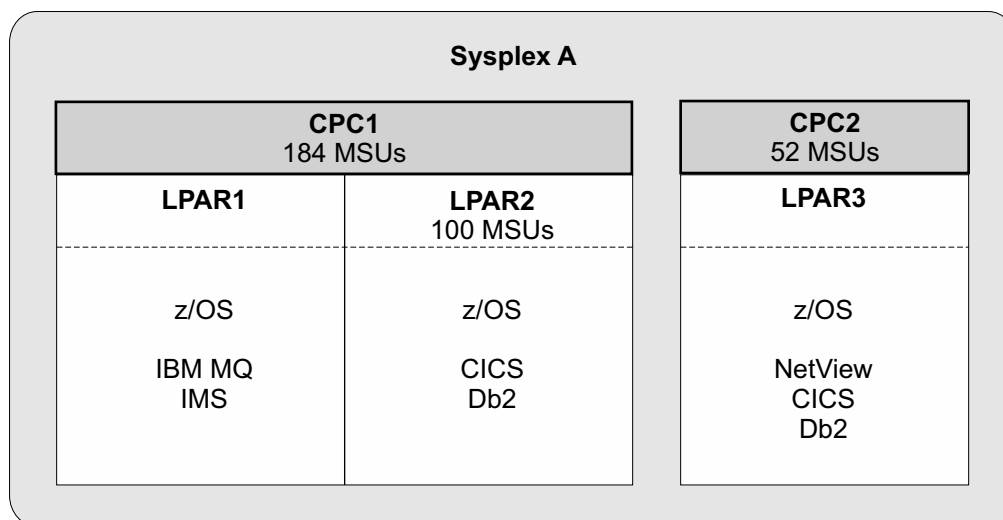 Sysplex A
CPC1
184 MSUs
LPAR1
LPAR2
100 MSUs
z/OS
IBM MQ
IMS
z/OS
CICS
Db2
CPC2
52 MSUs
LPAR3
z/OS
NetView
CICS
Db2